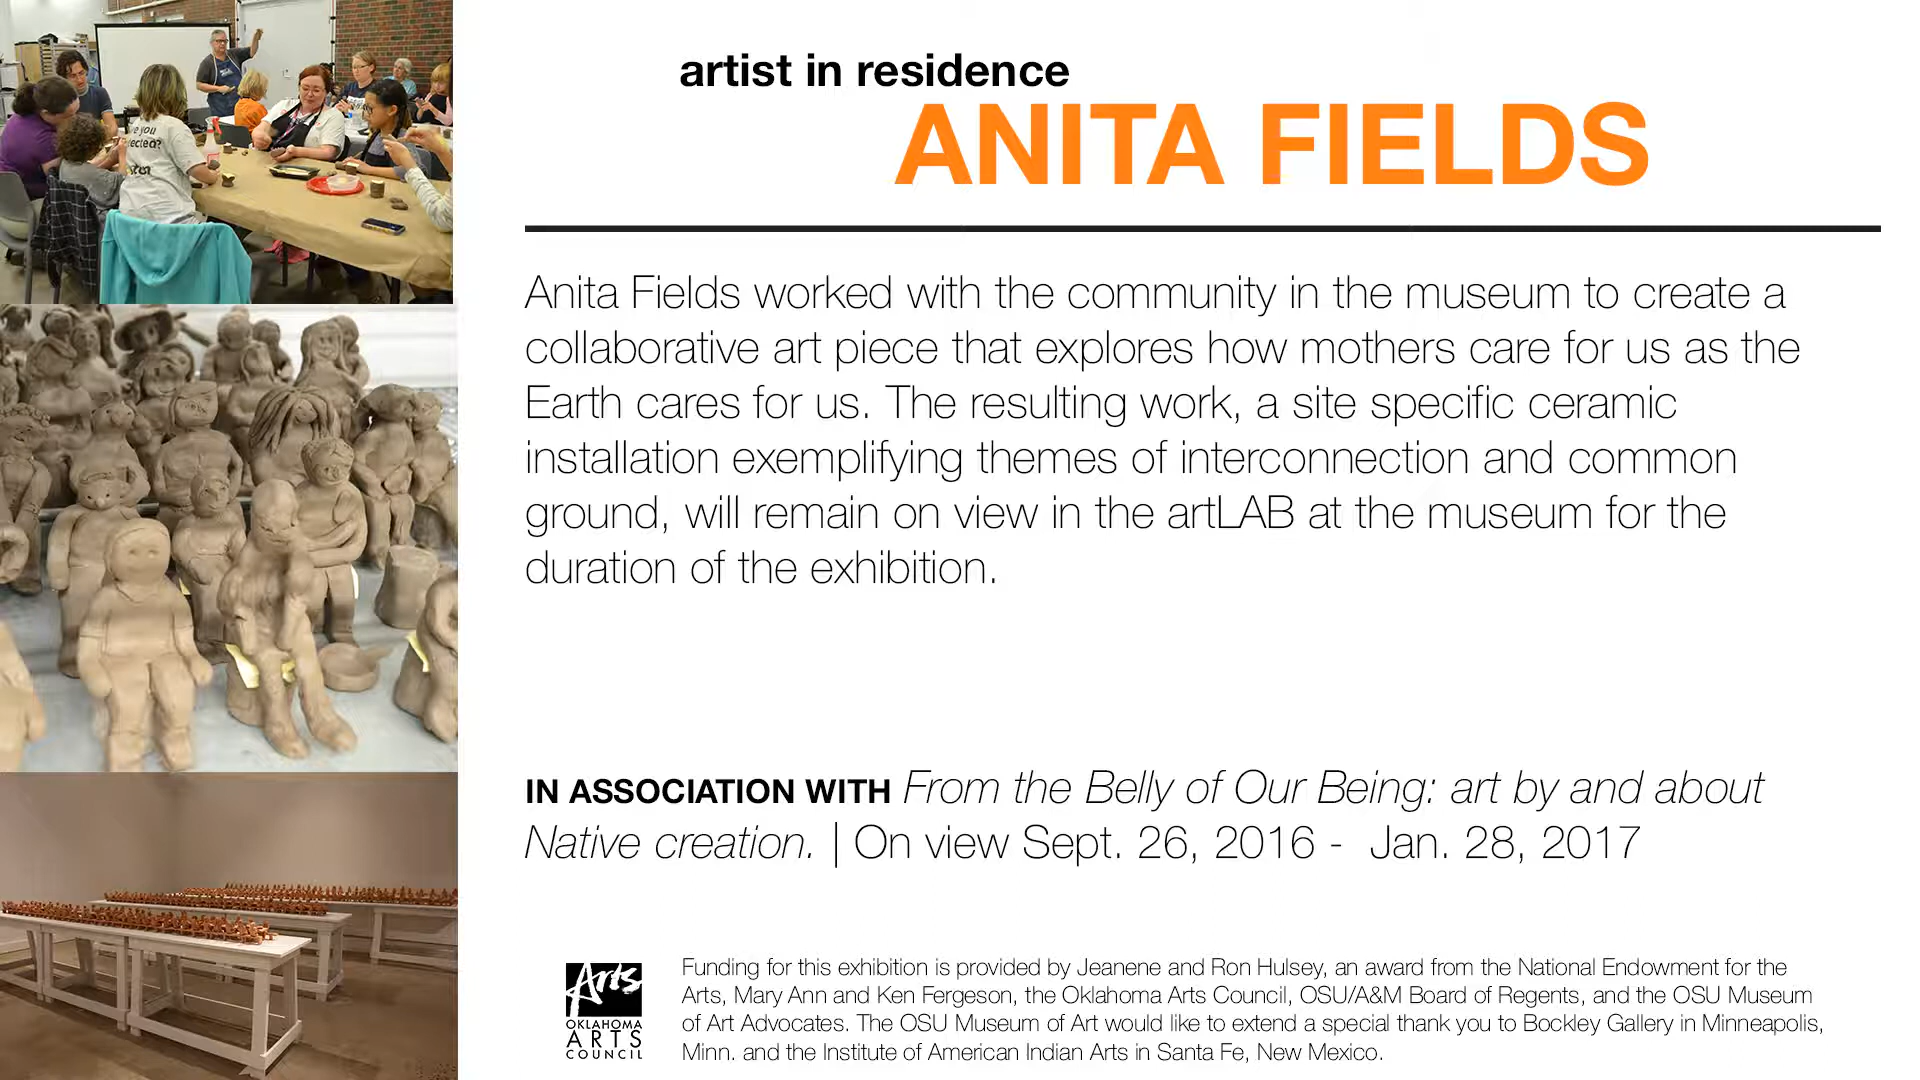 artist in residence
ANITA FIELDS
Anita Fields worked with the community in the museum to create a
collaborative art piece that explores how mothers care for us as the
Earth cares for us. The resulting work, a site specific ceramic
installation exemplifying themes of interconnection and common
ground, will remain on view in the artLAB at the museum for the
duration of the exhibition.
IN ASSOCIATION WITH From the Belly of Our Being: art by and about
Native creation. | On view Sept. 26, 2016 - Jan. 28, 2017
Arts
OKLAHOMA
ARTS
COUNCIL
Funding for this exhibition is provided by Jeanene and Ron Hulsey, an award from the National Endowment for the
Arts, Mary Ann and Ken Fergeson, the Oklahoma Arts Council, OSU/A&M Board of Regents, and the OSU Museum
of Art Advocates. The OSU Museum of Art would like to extend a special thank you to Bockley Gallery in Minneapolis,
Minn. and the Institute of American Indian Arts in Santa Fe, New Mexico.